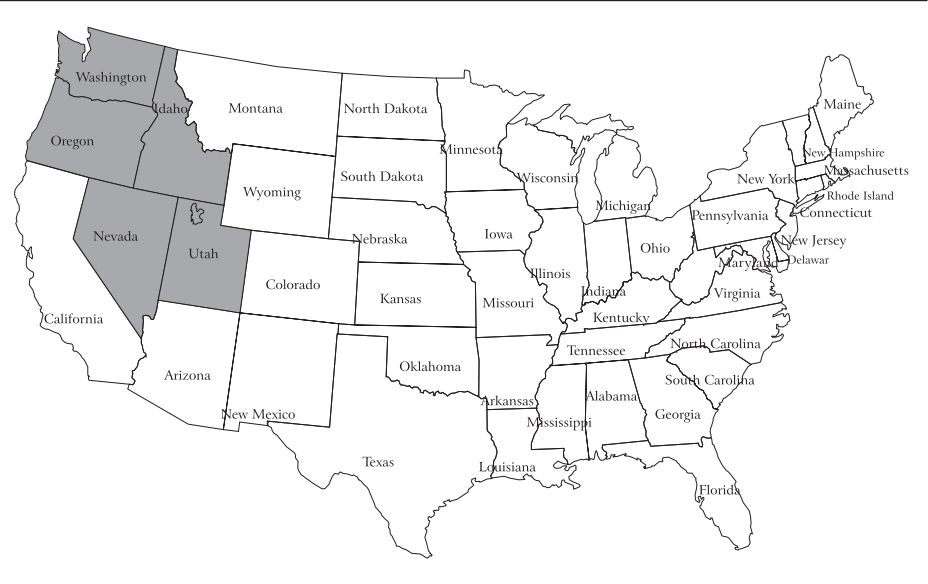 Washington
Idaho
Montana
North Dakota
Minnesota
Maine
Oregon
New Hampshire
Massachusetts
Wisconsin
South Dakota
New York
Wyoming
Rhode Island
Michigan
Connecticut
Pennsylvania
Nevada
Nebraska
Iowa
New Jersey
Ohio
Utah
Maryland
Delawar
Illinois
Colorado
Indiana
Virginia
Kansas
Missouri
California
Kentucky
North Carolina
Tennessee
Arizona
Oklahoma
South Carolina
Alabama
Arkansas
New Mexico
Georgia
Mississippi
Texas
Louisiana
Florida